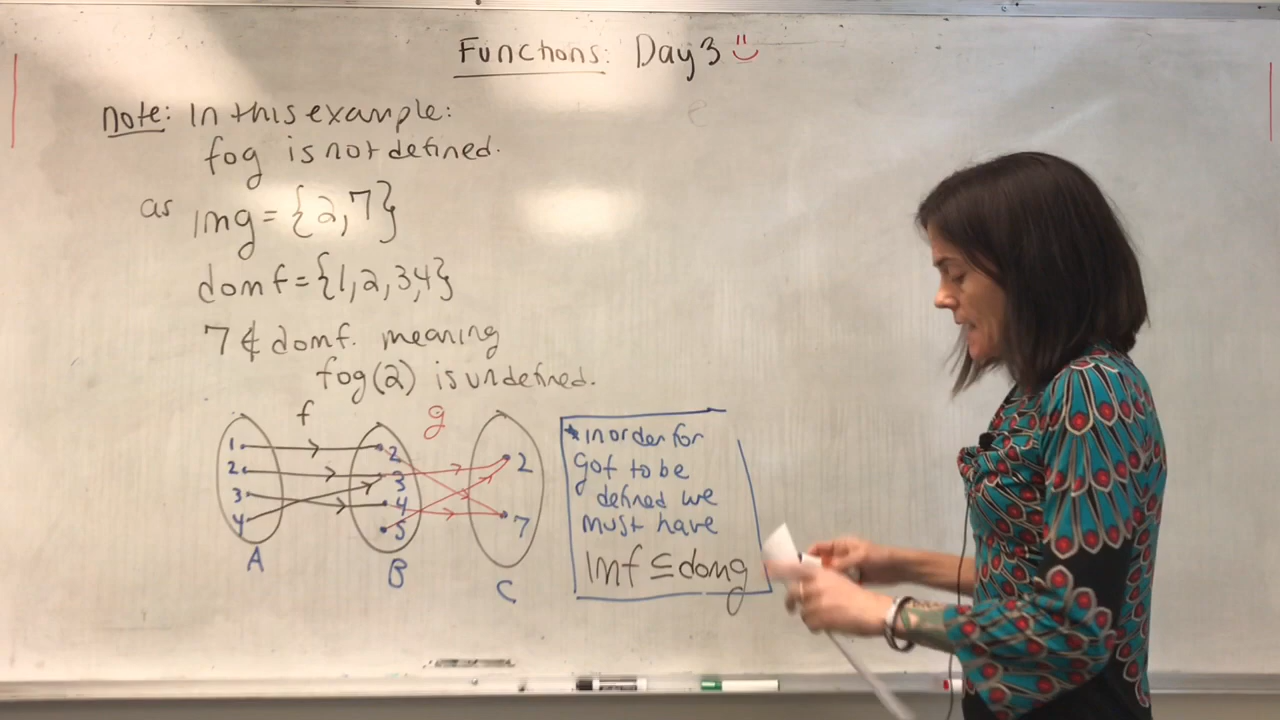 Functions: Day 3
note: In this example:
fog is not defined.
as Im g = {2,7}
dom f = {1,2,3,4}
7 ∉ dom f. meaning
fog(2) is undefined.
f
g
1
2
3
4
A
2
3
4
5
B
2
7
C
* in order for
gof to be
defined we
must have
Im f ⊆ dom g